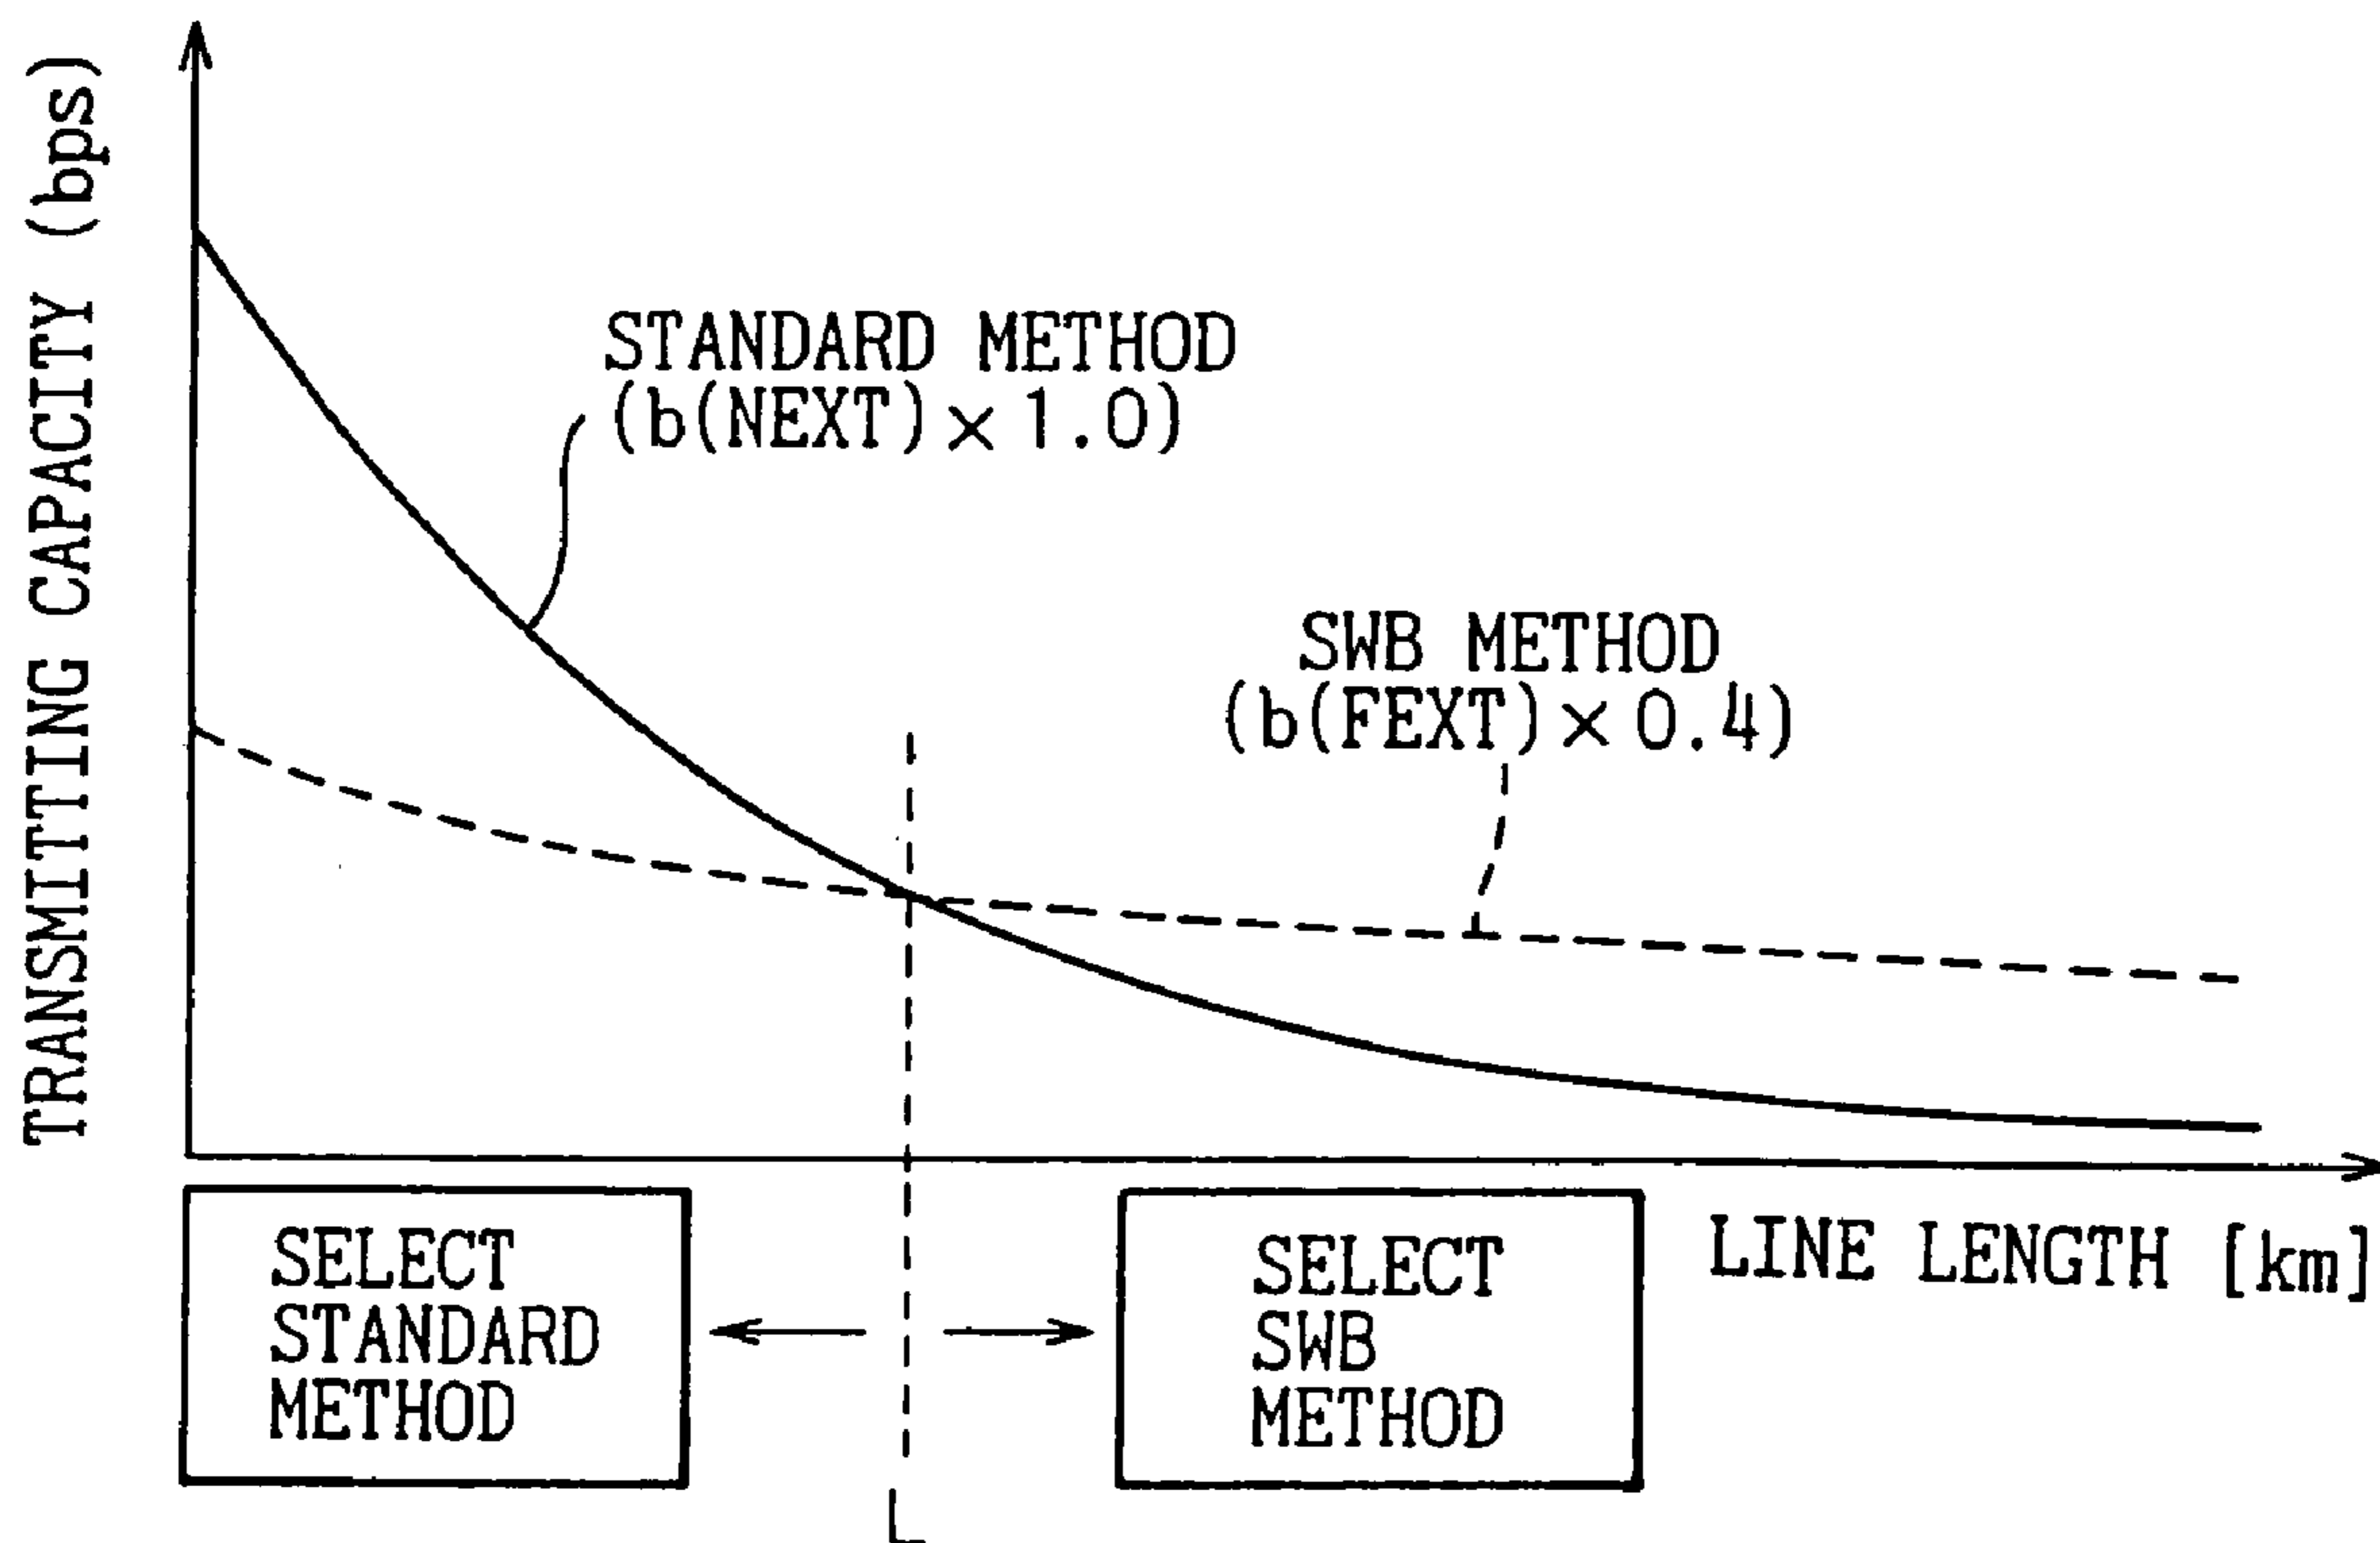 TRANSMITTING CAPACITY (bps)
STANDARD METHOD
(b(NEXT)×1.0)
SWB METHOD
(b(FEXT)×0.4)
LINE LENGTH [km]
SELECT
STANDARD
METHOD
SELECT
SWB
METHOD
L